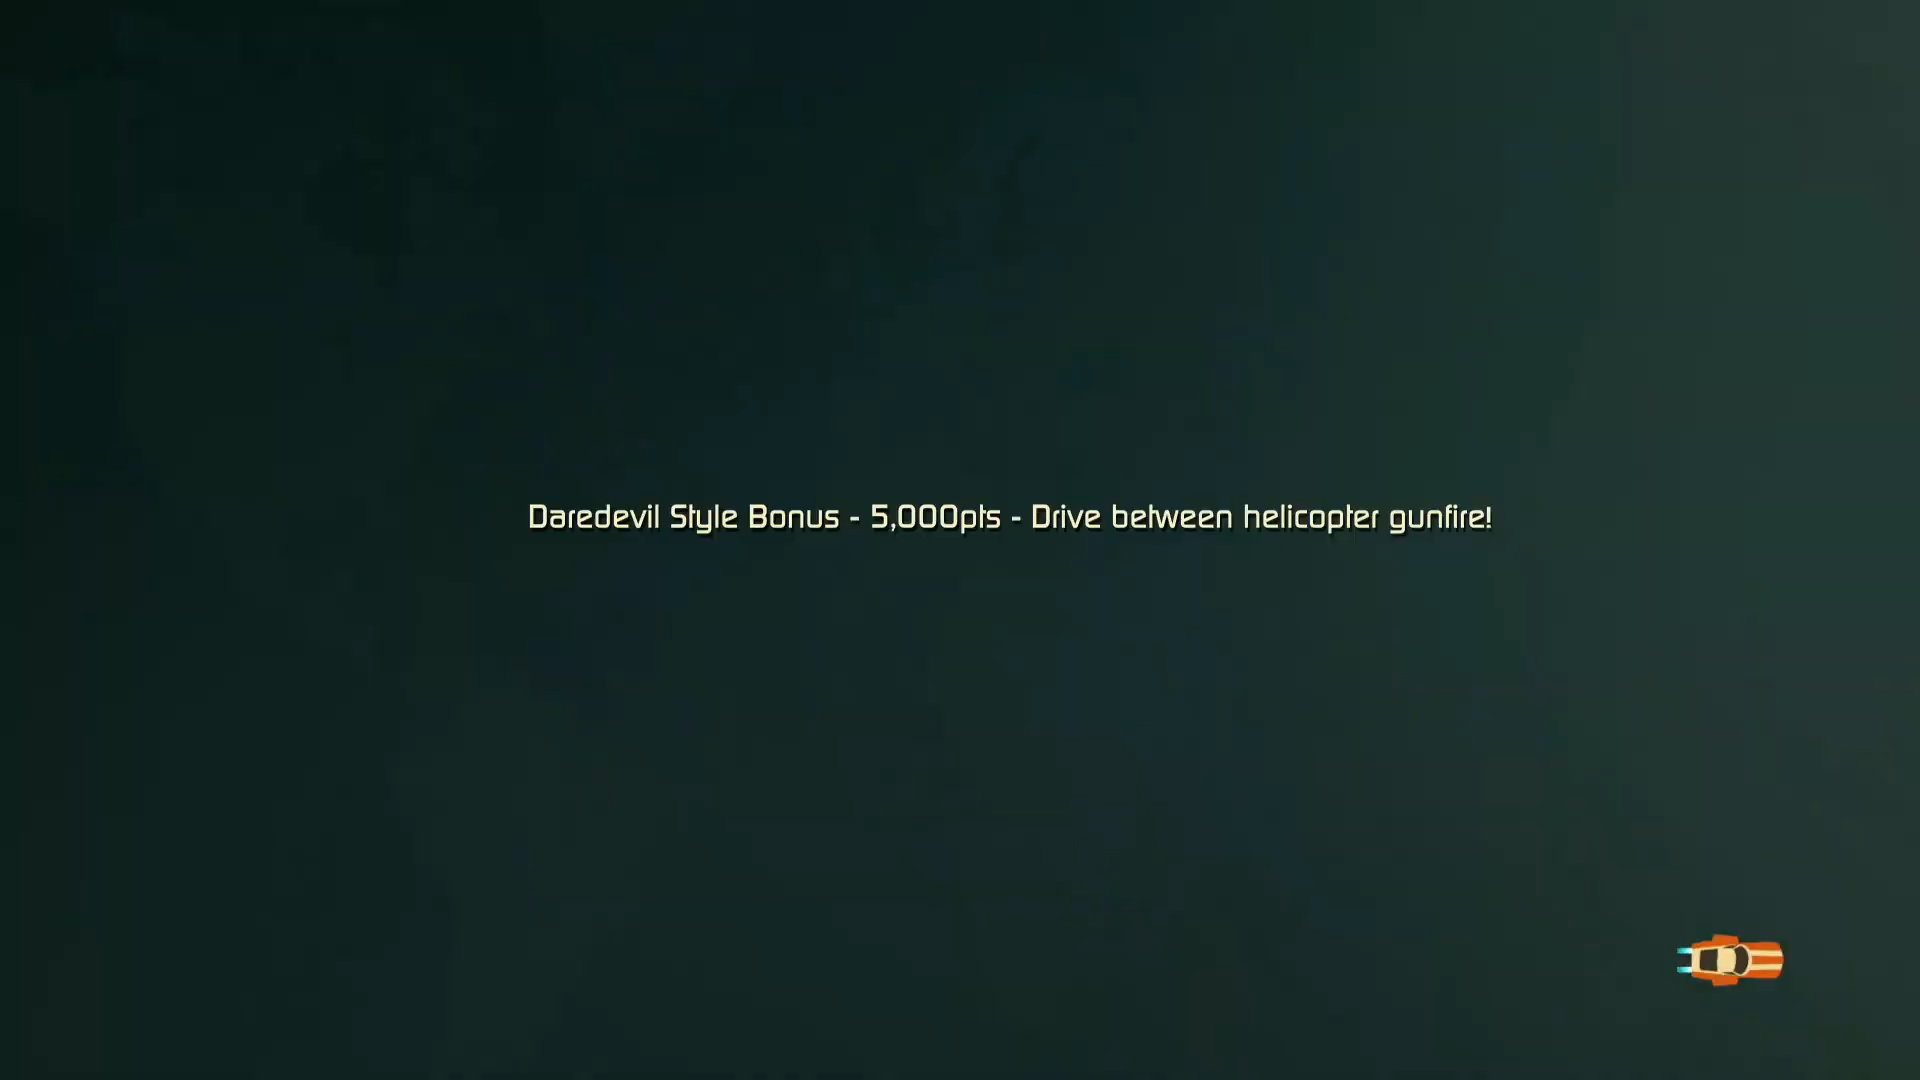 Daredevil Style Bonus - 5,000pts - Drive between helicopter gunfire!